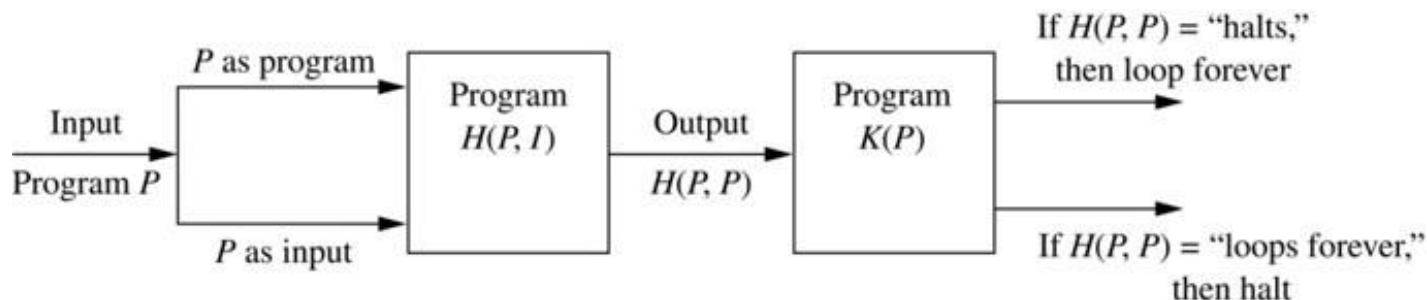 Input
Program P
P as program
P as input
Program
H(P, I)
Output
H(P, P)
Program
K(P)
If H(P, P) = “halts,”
then loop forever
If H(P, P) = “loops forever,”
then halt